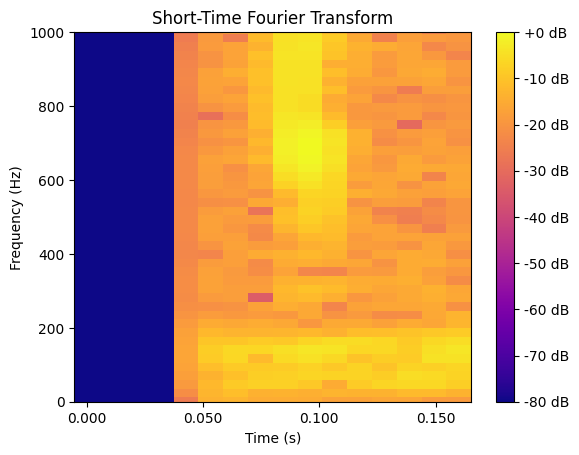 Short-Time Fourier Transform
1000
800
600
400
200
0
Frequency (Hz)
0.000
0.050
0.100
0.150
Time (s)
+0 dB
-10 dB
-20 dB
-30 dB
-40 dB
-50 dB
-60 dB
-70 dB
-80 dB